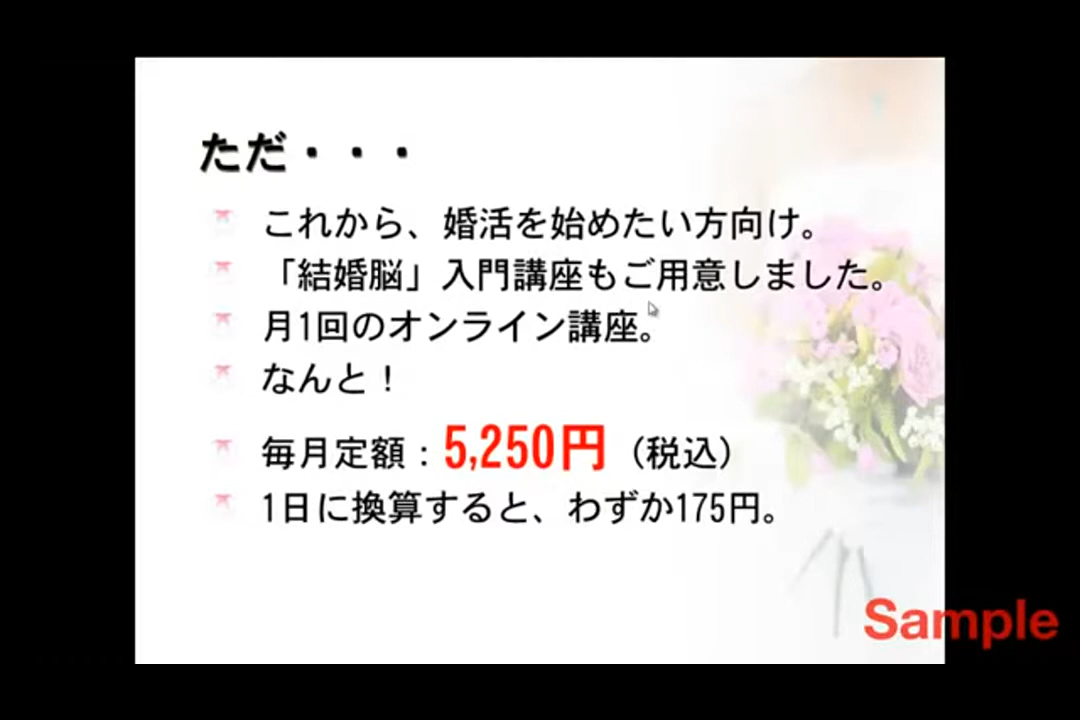 ただ・・・
これから、婚活を始めたい方向け。
「結婚脳」入門講座もご用意しました。
月1回のオンライン講座。
なんと！
毎月定額：5,250円（税込）
1日に換算すると、わずか175円。
Sample